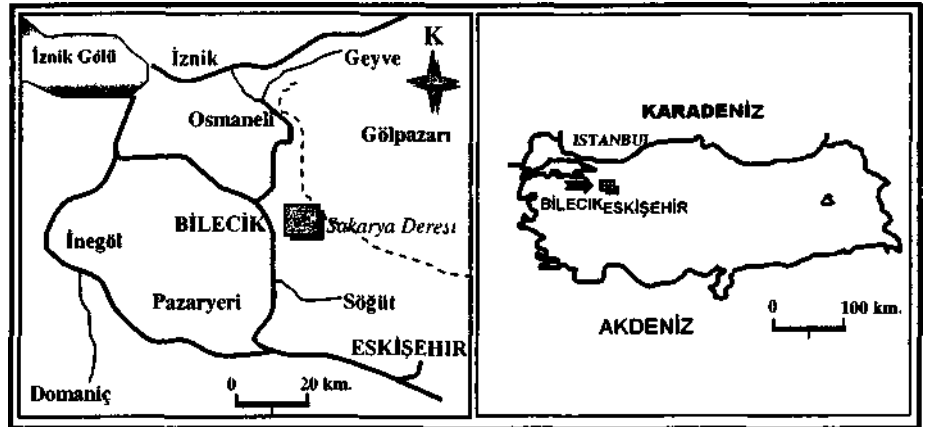 İznik Gölü
İznik
Geyve
K
Osmaneli
Gölpazarı
BİLECİK
Sakarya Deresi
İnegöl
Pazaryeri
Söğüt
ESKİŞEHİR
Domaniç
0 20 km.
KARADENİZ
ISTANBUL
BİLECIK
ESKİŞEHİR
0 100 km.
AKDENİZ